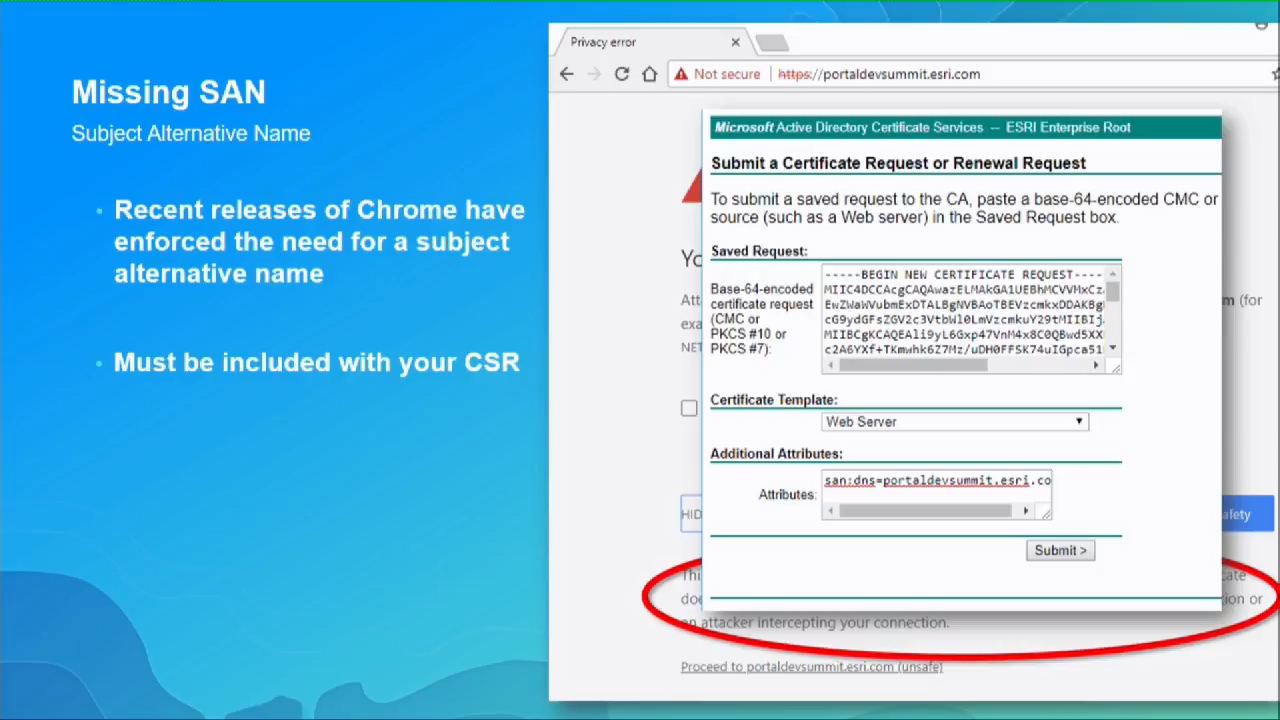 Missing SAN
Subject Alternative Name
Recent releases of Chrome have
enforced the need for a subject
alternative name
Must be included with your CSR
Privacy error
Not secure
https://portaldevsummit.esri.com
Microsoft Active Directory Certificate Services -- ESRI Enterprise Root
Submit a Certificate Request or Renewal Request
To submit a saved request to the CA, paste a base-64-encoded CMC or
source (such as a Web server) in the Saved Request box.
Saved Request:
Base-64-encoded
certificate request
(CMC or
PKCS #10 or
PKCS #7):
-----BEGIN NEW CERTIFICATE REQUEST----
Certificate Template:
Web Server
Additional Attributes:
Attributes:
san:dns=portaldevsummit.esri.co
Submit >
(for
NET
HID
afety
an attacker intercepting your connection.
Proceed to portaldevsummit.esri.com (unsafe)